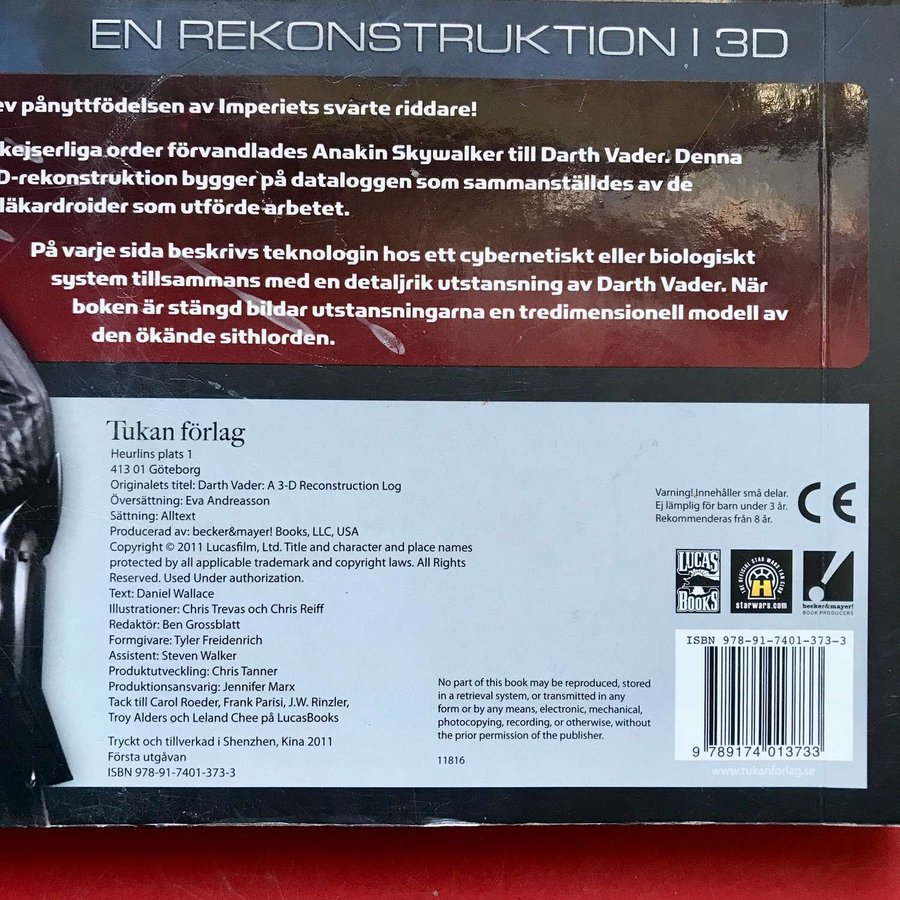 EN REKONSTRUKTION I 3D
ev pånyttfödelsen av Imperiets svarte riddare!
kejserliga order förvandlades Anakin Skywalker till Darth Vader. Denna
D-rekonstruktion bygger på dataloggen som sammanställdes av de
läkardroider som utförde arbetet.
På varje sida beskrivs teknologin hos ett cybernetiskt eller biologiskt
system tillsammans med en detaljrik utstansning av Darth Vader. När
boken är stängd bildar utstansningarna en tredimensionell modell av
den ökände sithlorden.
Tukan förlag
Heurlins plats 1
413 01 Göteborg
Originalets titel: Darth Vader: A 3-D Reconstruction Log
Översättning: Eva Andreasson
Sättning: Alltext
Producerad av: becker&mayer! Books, LLC, USA
Copyright © 2011 Lucasfilm, Ltd. Title and character and place names
protected by all applicable trademark and copyright laws. All Rights
Reserved. Used Under authorization.
Text: Daniel Wallace
Illustrationer: Chris Trevas och Chris Reiff
Redaktör: Ben Grossblatt
Formgivare: Tyler Freidenrich
Assistent: Steven Walker
Produktutveckling: Chris Tanner
Produktionsansvarig: Jennifer Marx
Tack till Carol Roeder, Frank Parisi, J.W. Rinzler,
Troy Alders och Leland Chee på LucasBooks
Tryckt och tillverkad i Shenzhen, Kina 2011
Första utgåvan
ISBN 978-91-7401-373-3
No part of this book may be reproduced, stored
in a retrieval system, or transmitted in any
form or by any means, electronic, mechanical,
photocopying, recording, or otherwise, without
the prior permission of the publisher.
11816
Varning! Innehåller små delar.
Ej lämplig för barn under 3 år.
Rekommenderas från 8 år.
CE
LUCAS
BOOKS
THE OFFICIAL STAR WARS FAN CLUB
starwars.com
becker&mayer!
BOOK PRODUCERS
ISBN 978-91-7401-373-3
9 789174 013733
www.tukanforlag.se